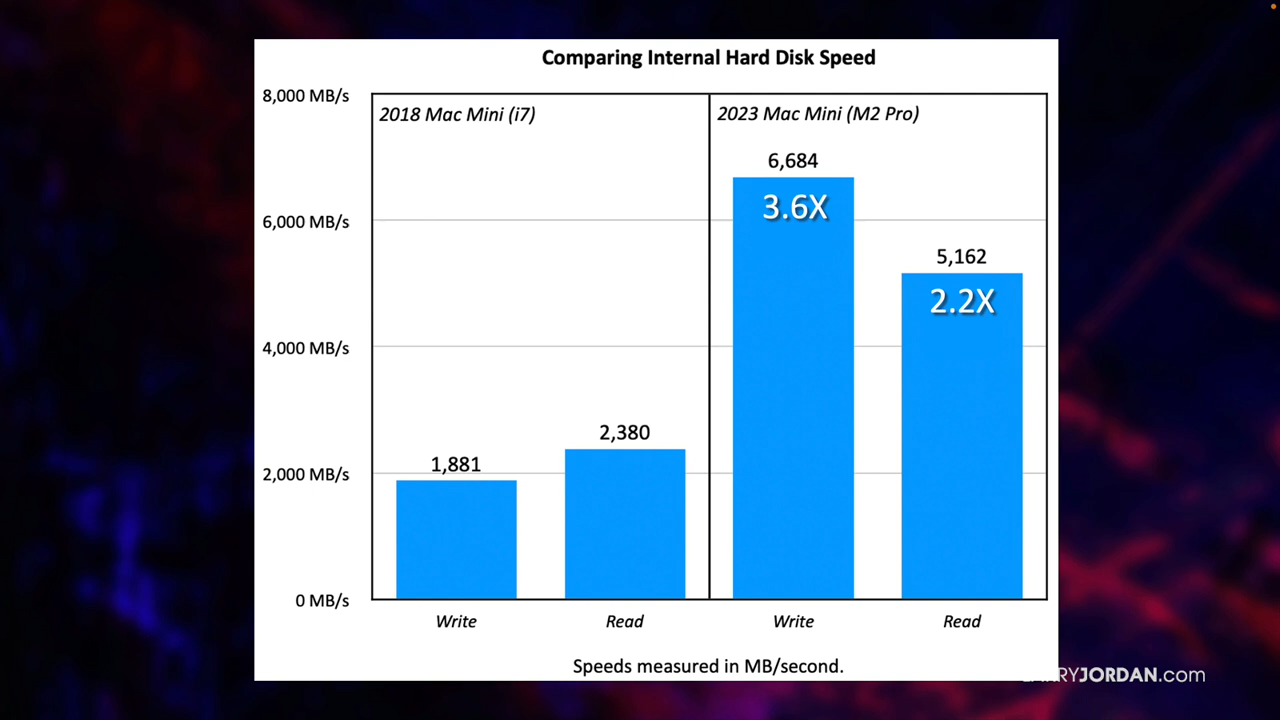 Comparing Internal Hard Disk Speed
8,000 MB/s
2018 Mac Mini (i7)
2023 Mac Mini (M2 Pro)
6,684
3.6X
6,000 MB/s
5,162
2.2X
4,000 MB/s
2,380
1,881
2,000 MB/s
0 MB/s
Write
Read
Write
Read
Speeds measured in MB/second.
JORDAN.com